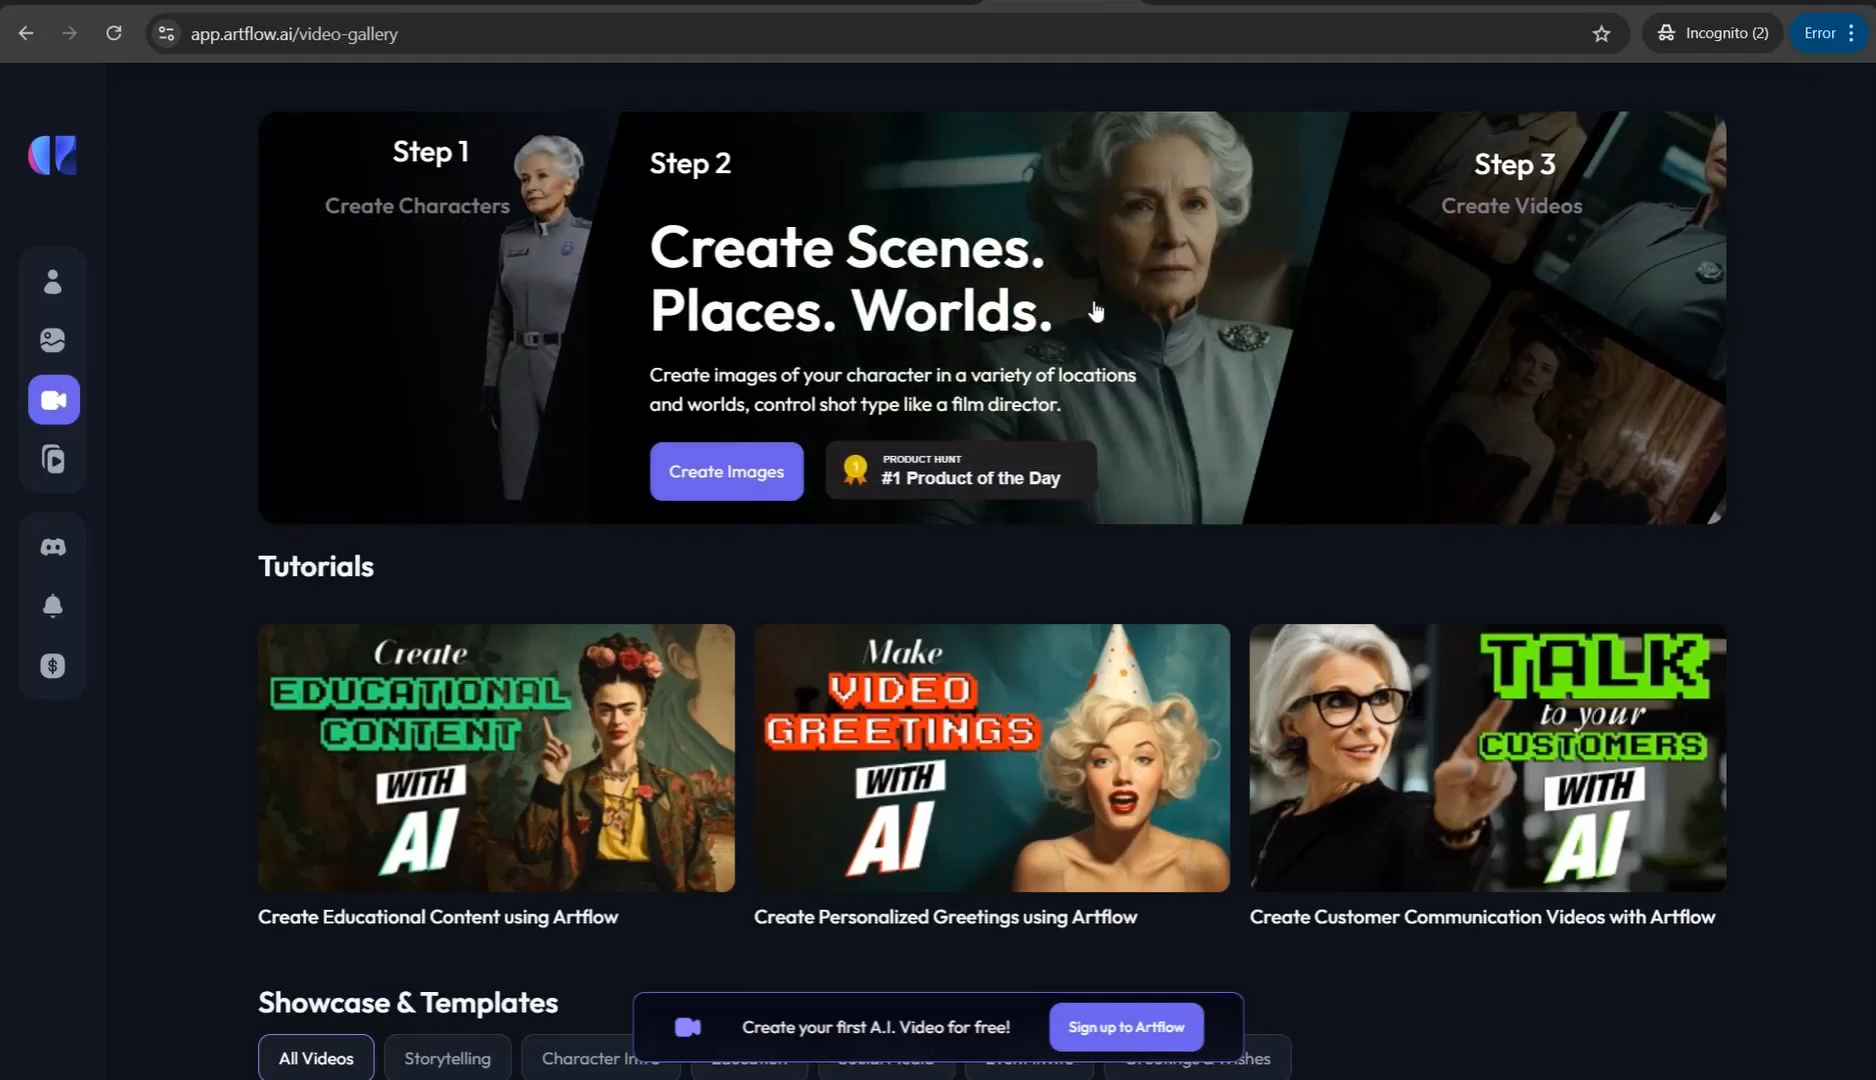 app.artflow.ai/video-gallery
Incognito (2)
Error
Step 1
Create Characters
Step 2
Create Scenes.
Places. Worlds.
Create images of your character in a variety of locations
and worlds, control shot type like a film director.
Create Images
PRODUCT HUNT
#1 Product of the Day
1
Step 3
Create Videos
Tutorials
Create
EDUCATIONAL
CONTENT
WITH
AI
Make
VIDEO
GREETINGS
WITH
AI
TALK
to your
CUSTOMERS
WITH
AI
Create Educational Content using Artflow
Create Personalized Greetings using Artflow
Create Customer Communication Videos with Artflow
Showcase & Templates
Create your first A.I. Video for free!
Sign up to Artflow
All Videos
Storytelling
Character